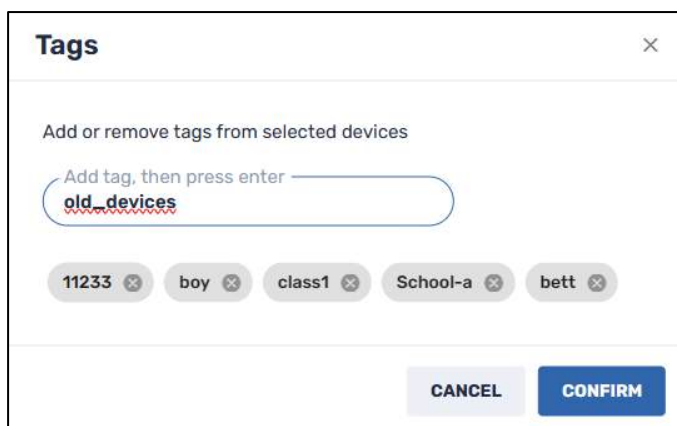 Tags
Add or remove tags from selected devices
Add tag, then press enter
old_devices
11233 boy class1 School-a bett
CANCEL CONFIRM